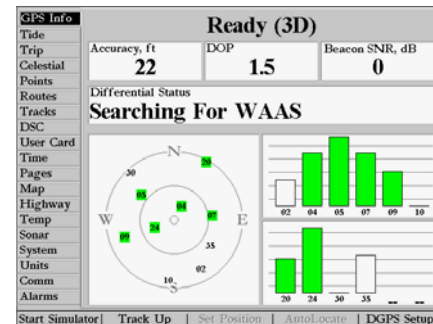 GPS Info
Tide
Trip
Celestial
Points
Routes
Tracks
DSC
User Card
Time
Pages
Map
Highway
Temp
Sonar
System
Units
Comm
Alarms
Ready (3D)
Accuracy, ft DOP Beacon SNR, dB
22 1.5 0
Differential Status
Searching For WAAS
N
20
30
05
04
07
W E
24
09
35
02
10
S
02 04 05 07 09 10
20 24 30 35 -- --
Start Simulator| Track Up | Set Position | AutoLocate | DGPS Setup